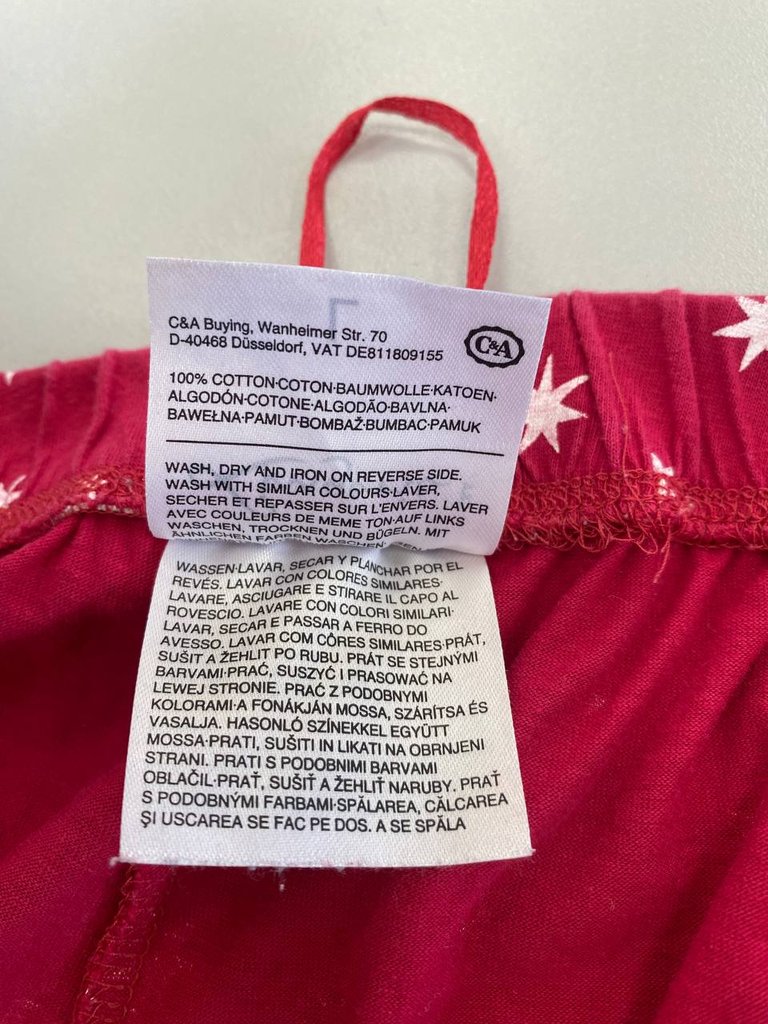 C&A Buying, Wanheimer Str. 70
D-40468 Düsseldorf, VAT DE811809155
C&A
100% COTTON·COTON·BAUMWOLLE·KATOEN·
ALGODÓN·COTONE·ALGODÃO·BAVLNA·
BAWEŁNA·PAMUT·BOMBAŽ·BUMBAC·PAMUK
WASH, DRY AND IRON ON REVERSE SIDE.
WASH WITH SIMILAR COLOURS·LAVER,
SECHER ET REPASSER SUR L'ENVERS. LAVER
AVEC COULEURS DE MEME TON·AUF LINKS
WASCHEN, TROCKNEN UND BÜGELN. MIT
ÄHNLICHEN FARBEN WASCHEN
WASSEN·LAVAR, SECAR Y PLANCHAR POR EL
REVÉS. LAVAR CON COLORES SIMILARES·
LAVARE, ASCIUGARE E STIRARE IL CAPO AL
ROVESCIO. LAVARE CON COLORI SIMILARI·
LAVAR, SECAR E PASSAR A FERRO DO
AVESSO. LAVAR COM CÔRES SIMILARES·PRÁT,
SUŠIT A ŽEHLIT PO RUBU. PRÁT SE STEJNÝMI
BARVAMI·PRAĆ, SUSZYĆ I PRASOWAĆ NA
LEWEJ STRONIE. PRAĆ Z PODOBNYMI
KOLORAMI·A FONÁKJÁN MOSSA, SZÁRÍTSA ÉS
VASALJA. HASONLÓ SZÍNEKKEL EGYÜTT
MOSSA·PRATI, SUŠITI IN LIKATI NA OBRNJENI
STRANI. PRATI S PODOBNIMI BARVAMI
OBLAČIL·PRAŤ, SUŠIŤ A ŽEHLIŤ NARUBY. PRAŤ
S PODOBNÝMI FARBAMI·SPĂLAREA, CĂLCAREA
ŞI USCAREA SE FAC PE DOS. A SE SPĂLA